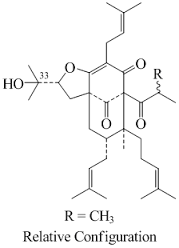 O
O
R
33
HO
O
O
R = CH₃
Relative Configuration